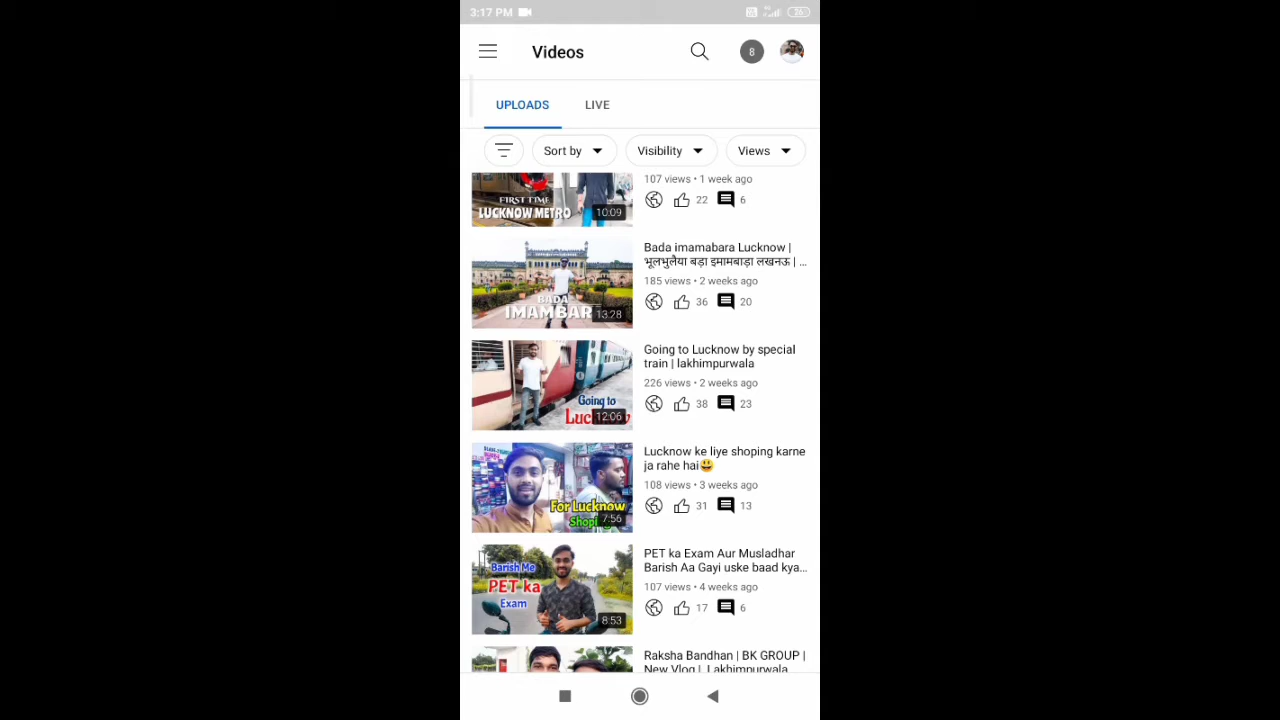 3:17 PM
26
Videos
8
UPLOADS
LIVE
Sort by
Visibility
Views
FIRST TIME
LUCKNOW METRO
10:09
107 views • 1 week ago
22
6
BADA
IMAMBAR
13:28
Bada imamabara Lucknow |
भूलभुलैया बड़ा इमामबाड़ा लखनऊ | ...
185 views • 2 weeks ago
36
20
Going to
12:06
Going to Lucknow by special
train | lakhimpurwala
226 views • 2 weeks ago
38
23
For Lucknow
7:56
Lucknow ke liye shoping karne
ja rahe hai😃
108 views • 3 weeks ago
31
13
Barish Me
PET ka
Exam
8:53
PET ka Exam Aur Musladhar
Barish Aa Gayi uske baad kya...
107 views • 4 weeks ago
17
6
Raksha Bandhan | BK GROUP |
New Vlog | Lakhimpurwala